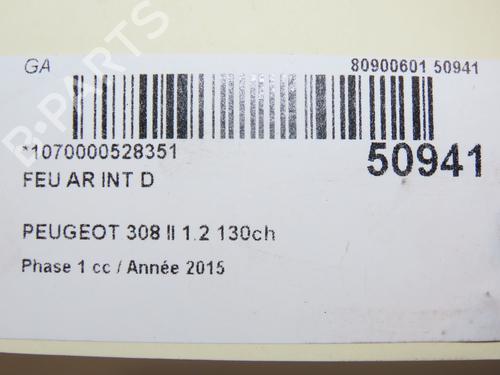 GA
80900601 50941
*1070000528351
50941
FEU AR INT D
PEUGEOT 308 II 1.2 130ch
Phase 1 cc / Année 2015
B-PARTS